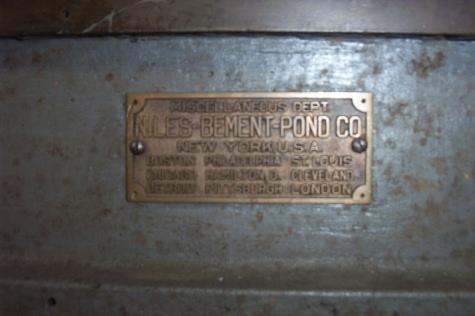 MISCELLANEOUS DEPT.
NILES-BEMENT-POND CO.
NEW YORK U.S.A.
BOSTON PHILADELPHIA ST. LOUIS
CHICAGO HAMILTON O. CLEVELAND
DETROIT PITTSBURGH LONDON